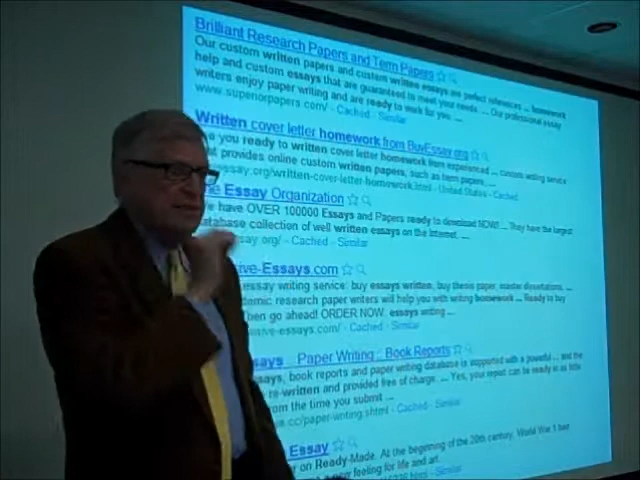 Brilliant Research Papers and Term Papers
Our custom written papers and custom written essays are perfect references ... homework
help and custom essays that are guaranteed to meet your needs. ... Our professional essay
writers enjoy paper writing and are ready to work for you. ...
www.superiorpapers.com/ - Cached - Similar
Written cover letter homework from BuyEssay.org
you ready to written cover letter homework from experienced ... custom writing service
t provides online custom written papers, such as term papers, ...
essay.org/written-cover-letter-homework.html - United States - Cached
e Essay Organization
e have OVER 100000 Essays and Papers ready to download NOW! ... They have the largest
atabase collection of well written essays on the internet. ...
say.org/ - Cached - Similar
sive-Essays.com
essay writing service: buy essays written, buy thesis paper, master dissertations, ...
demic research paper writers will help you with writing homework ... Ready to buy
Then go ahead! ORDER NOW. essays writing ...
nsive-essays.com/ - Cached - Similar
says Paper Writing :: Book Reports
ssays, book reports and paper writing database is supported with a powerful ... and the
re-written and provided free of charge. ... Yes, your report can be ready in as little
from the time you submit ...
e.cc/paper-writing.shtml - Cached - Similar
Essay
r on Ready-Made. At the beginning of the 20th century. World War 1 had
er feeling for life and art.
Similar